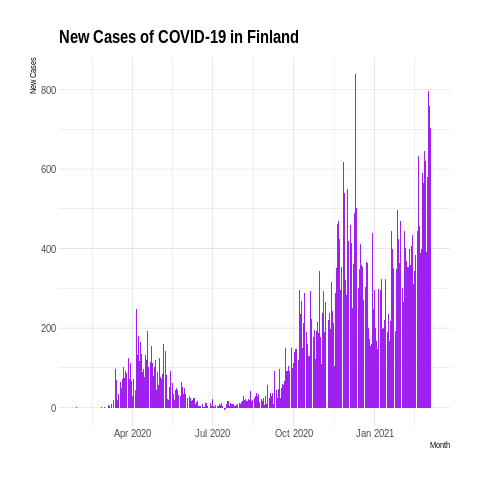 New Cases of COVID-19 in Finland
New Cases
800
600
400
200
0
Apr 2020
Jul 2020
Oct 2020
Jan 2021
Month